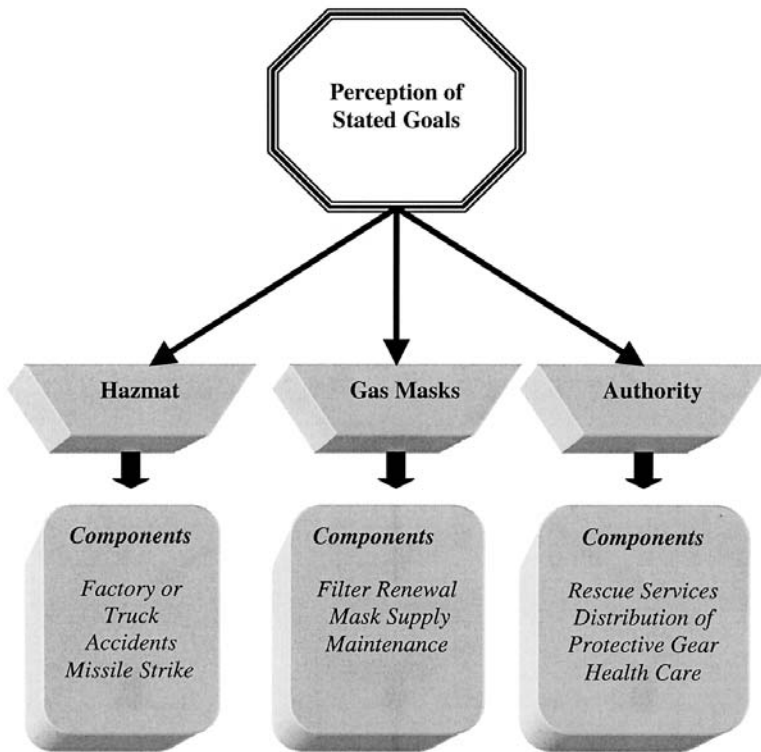 Perception of
Stated Goals
Hazmat
Gas Masks
Authority
Components
Factory or
Truck
Accidents
Missile Strike
Components
Filter Renewal
Mask Supply
Maintenance
Components
Rescue Services
Distribution of
Protective Gear
Health Care